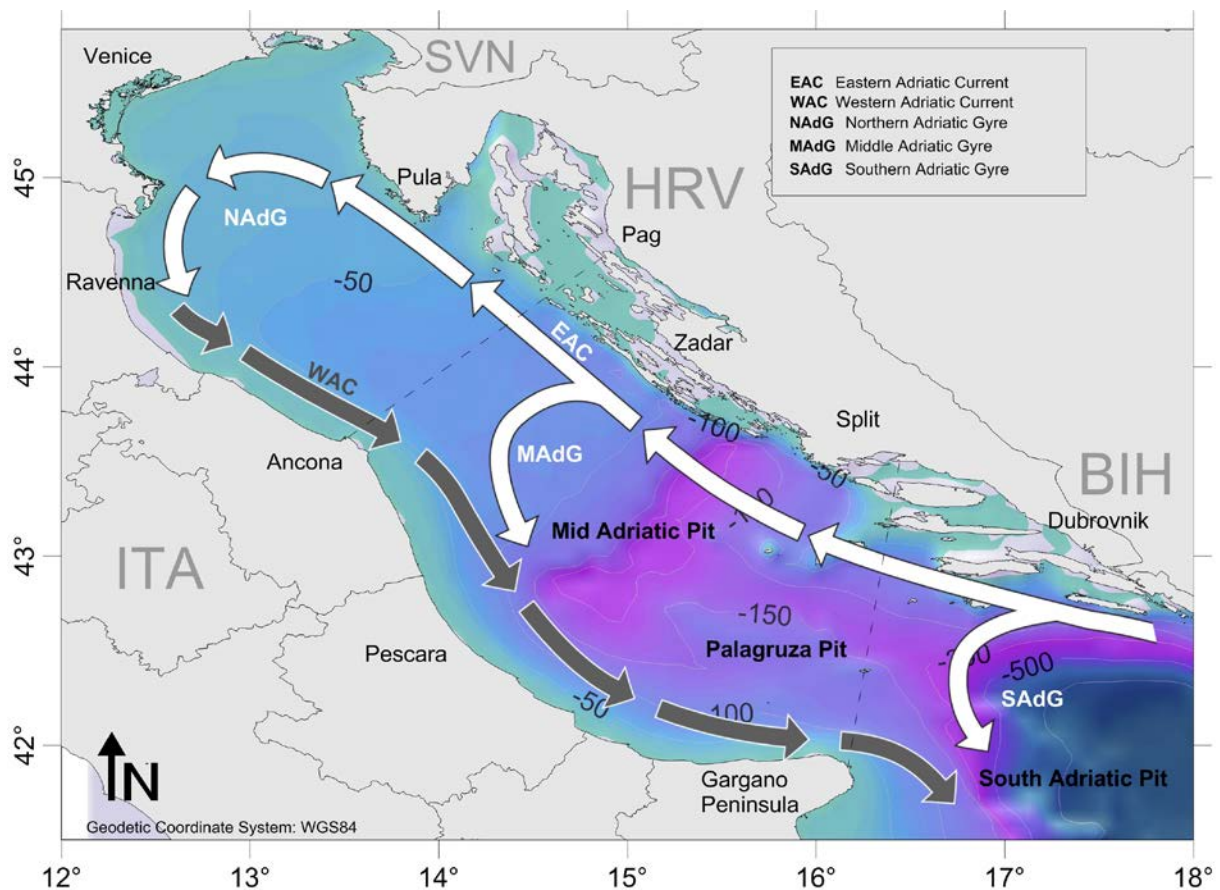 Venice
SVN
EAC Eastern Adriatic Current
WAC Western Adriatic Current
NAdG Northern Adriatic Gyre
MAdG Middle Adriatic Gyre
SAdG Southern Adriatic Gyre
45°
Pula
HRV
NAdG
Pag
Ravenna
-50
EAC
Zadar
44°
WAC
-100
Split
Ancona
MAdG
-50
BIH
Dubrovnik
43°
Mid Adriatic Pit
ITA
-150
Pescara
Palagruza Pit
-500
-50
100
SAdG
42°
N
Gargano
Peninsula
South Adriatic Pit
Geodetic Coordinate System: WGS84
12° 13° 14° 15° 16° 17° 18°